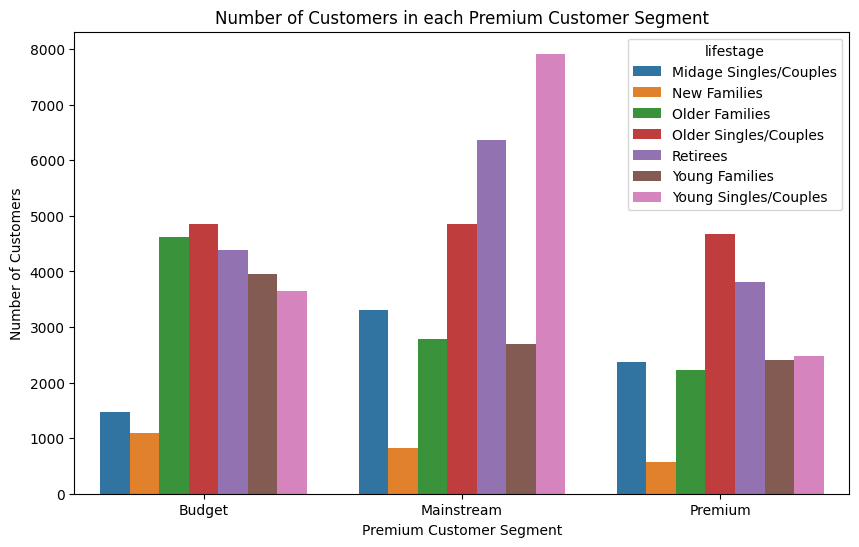 Number of Customers in each Premium Customer Segment
lifestage
Midage Singles/Couples
New Families
Older Families
Older Singles/Couples
Retirees
Young Families
Young Singles/Couples
Number of Customers
8000
7000
6000
5000
4000
3000
2000
1000
0
Budget
Mainstream
Premium
Premium Customer Segment